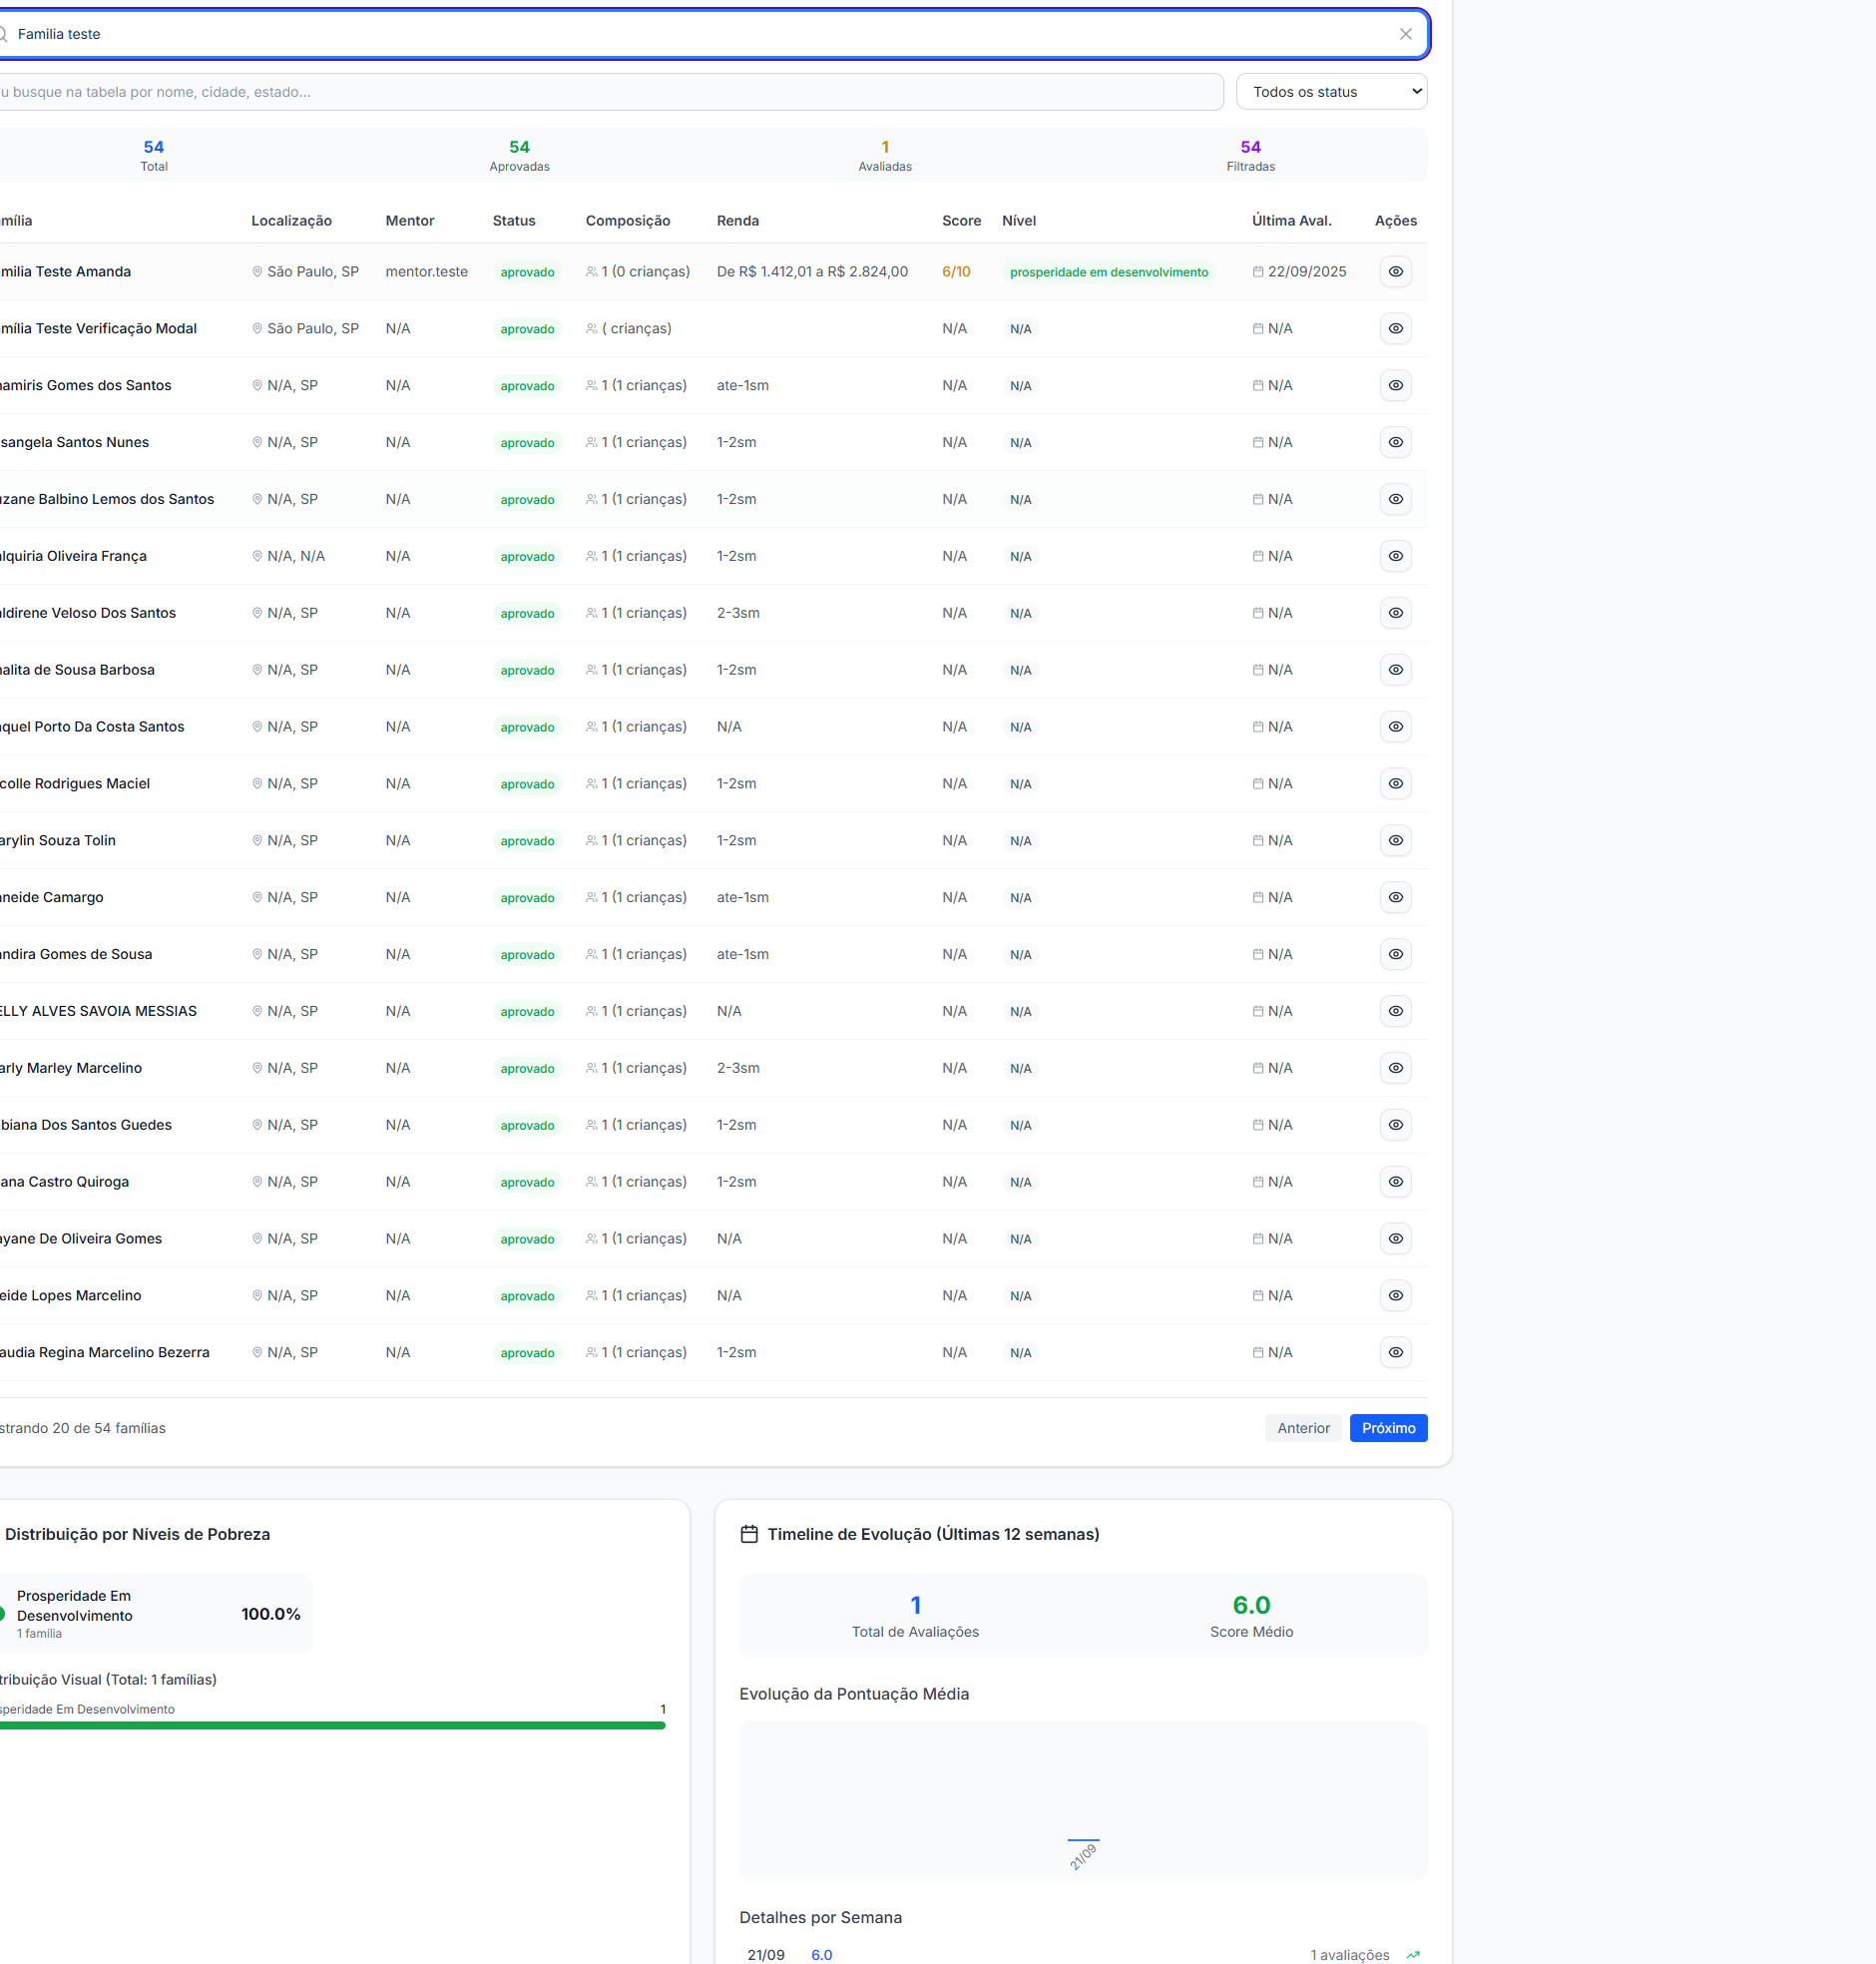 Familia teste
u busque na tabela por nome, cidade, estado...
Todos os status
54 54 1 54
Total Aprovadas Avaliadas Filtradas
mília Localização Mentor Status Composição Renda Score Nível Última Aval. Ações
milia Teste Amanda São Paulo, SP mentor.teste aprovado 1 (0 crianças) De R$ 1.412,01 a R$ 2.824,00 6/10 prosperidade em desenvolvimento 22/09/2025
mília Teste Verificação Modal São Paulo, SP N/A aprovado ( crianças) N/A N/A N/A
amiris Gomes dos Santos N/A, SP N/A aprovado 1 (1 crianças) ate-1sm N/A N/A N/A
sangela Santos Nunes N/A, SP N/A aprovado 1 (1 crianças) 1-2sm N/A N/A N/A
zane Balbino Lemos dos Santos N/A, SP N/A aprovado 1 (1 crianças) 1-2sm N/A N/A N/A
lquiria Oliveira França N/A, N/A N/A aprovado 1 (1 crianças) 1-2sm N/A N/A N/A
ldirene Veloso Dos Santos N/A, SP N/A aprovado 1 (1 crianças) 2-3sm N/A N/A N/A
alita de Sousa Barbosa N/A, SP N/A aprovado 1 (1 crianças) 1-2sm N/A N/A N/A
quel Porto Da Costa Santos N/A, SP N/A aprovado 1 (1 crianças) N/A N/A N/A N/A
colle Rodrigues Maciel N/A, SP N/A aprovado 1 (1 crianças) 1-2sm N/A N/A N/A
arylin Souza Tolin N/A, SP N/A aprovado 1 (1 crianças) 1-2sm N/A N/A N/A
neide Camargo N/A, SP N/A aprovado 1 (1 crianças) ate-1sm N/A N/A N/A
ndira Gomes de Sousa N/A, SP N/A aprovado 1 (1 crianças) ate-1sm N/A N/A N/A
ELLY ALVES SAVOIA MESSIAS N/A, SP N/A aprovado 1 (1 crianças) N/A N/A N/A N/A
arly Marley Marcelino N/A, SP N/A aprovado 1 (1 crianças) 2-3sm N/A N/A N/A
biana Dos Santos Guedes N/A, SP N/A aprovado 1 (1 crianças) 1-2sm N/A N/A N/A
ana Castro Quiroga N/A, SP N/A aprovado 1 (1 crianças) 1-2sm N/A N/A N/A
ayane De Oliveira Gomes N/A, SP N/A aprovado 1 (1 crianças) N/A N/A N/A N/A
eide Lopes Marcelino N/A, SP N/A aprovado 1 (1 crianças) N/A N/A N/A N/A
audia Regina Marcelino Bezerra N/A, SP N/A aprovado 1 (1 crianças) 1-2sm N/A N/A N/A
strando 20 de 54 famílias
Anterior Próximo
Distribuição por Níveis de Pobreza
Prosperidade Em
Desenvolvimento
1 família
100.0%
tribuição Visual (Total: 1 famílias)
speridade Em Desenvolvimento 1
Timeline de Evolução (Últimas 12 semanas)
1 6.0
Total de Avaliações Score Médio
Evolução da Pontuação Média
21/09
Detalhes por Semana
21/09 6.0 1 avaliações